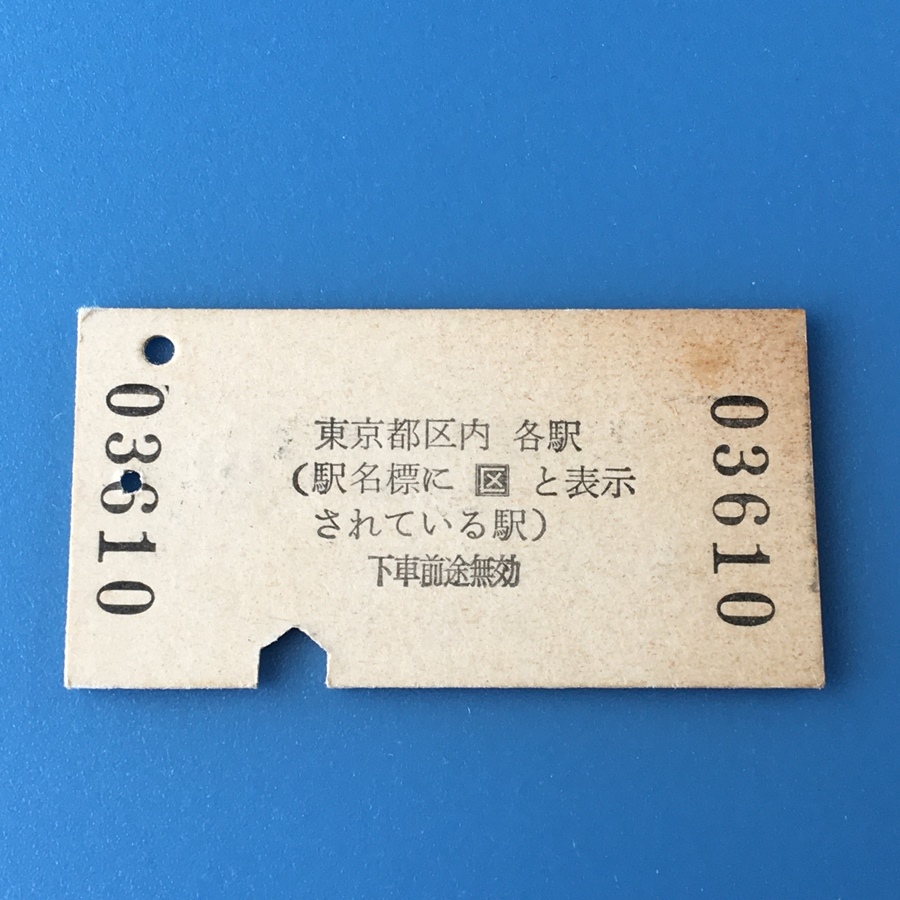 03610
東京都区内 各駅
(駅名標に 区 と表示
されている駅)
下車前途無効
03610